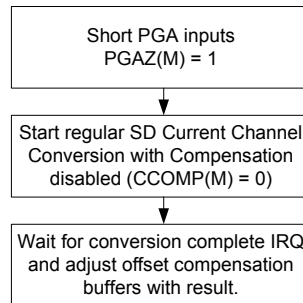 Short PGA inputs
PGAZ(M) = 1
Start regular SD Current Channel
Conversion with Compensation
disabled (CCOMP(M) = 0)
Wait for conversion complete IRQ
and adjust offset compensation
buffers with result.